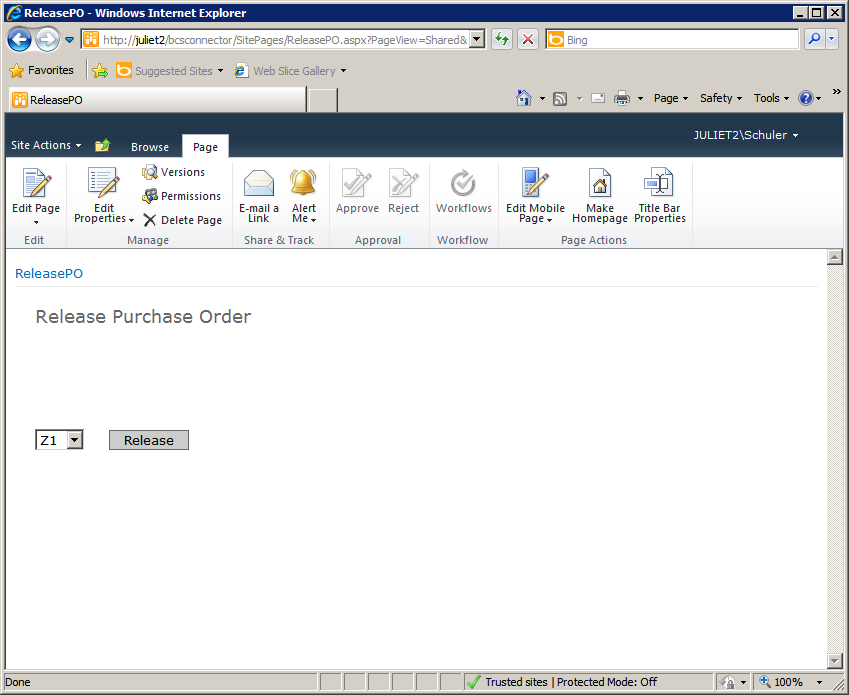 ReleasePO - Windows Internet Explorer
http://juliet2/bcsconnector/SitePages/ReleasePO.aspx?PageView=Shared&
Bing
Favorites
Suggested Sites
Web Slice Gallery
ReleasePO
Page
Safety
Tools
Site Actions
Browse
Page
JULIET2\Schuler
Edit Page
Edit
Properties
Versions
Permissions
Delete Page
E-mail a
Link
Alert
Me
Approve
Reject
Workflows
Edit Mobile
Page
Make
Homepage
Title Bar
Properties
Edit
Manage
Share & Track
Approval
Workflow
Page Actions
ReleasePO
Release Purchase Order
Z1
Release
Done
Trusted sites | Protected Mode: Off
100%